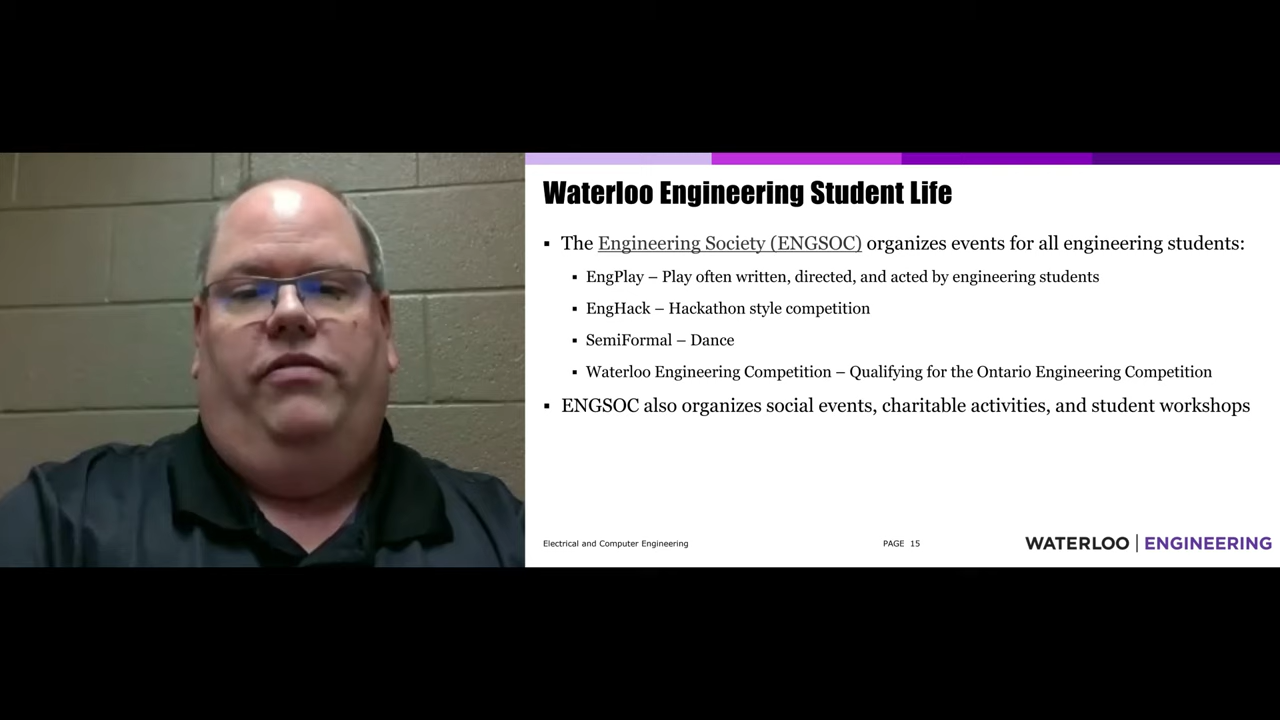 Waterloo Engineering Student Life
▪ The Engineering Society (ENGSOC) organizes events for all engineering students:
▪ EngPlay – Play often written, directed, and acted by engineering students
▪ EngHack – Hackathon style competition
▪ SemiFormal – Dance
▪ Waterloo Engineering Competition – Qualifying for the Ontario Engineering Competition
▪ ENGSOC also organizes social events, charitable activities, and student workshops
Electrical and Computer Engineering PAGE 15 WATERLOO | ENGINEERING